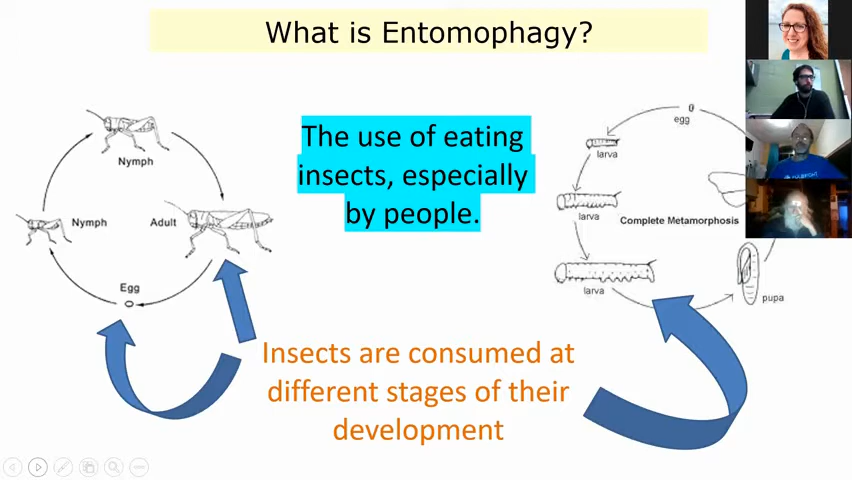 What is Entomophagy?
The use of eating
insects, especially
by people.
Nymph
Nymph
Adult
Egg
egg
larva
larva
larva
Complete Metamorphosis
pupa
Insects are consumed at
different stages of their
development